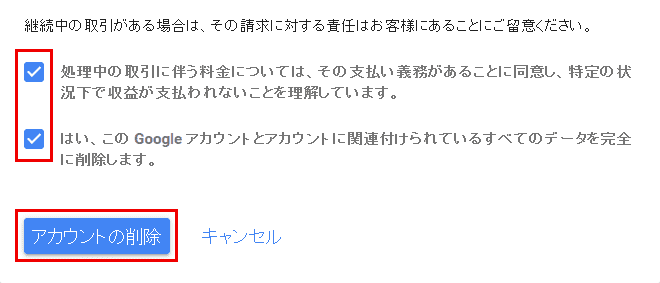 継続中の取引がある場合は、その請求に対する責任はお客様にあることにご留意ください。
処理中の取引に伴う料金については、その支払い義務があることに同意し、特定の状
況下で収益が支払われないことを理解しています。
はい、この Google アカウントとアカウントに関連付けられているすべてのデータを完全
に削除します。
アカウントの削除 キャンセル